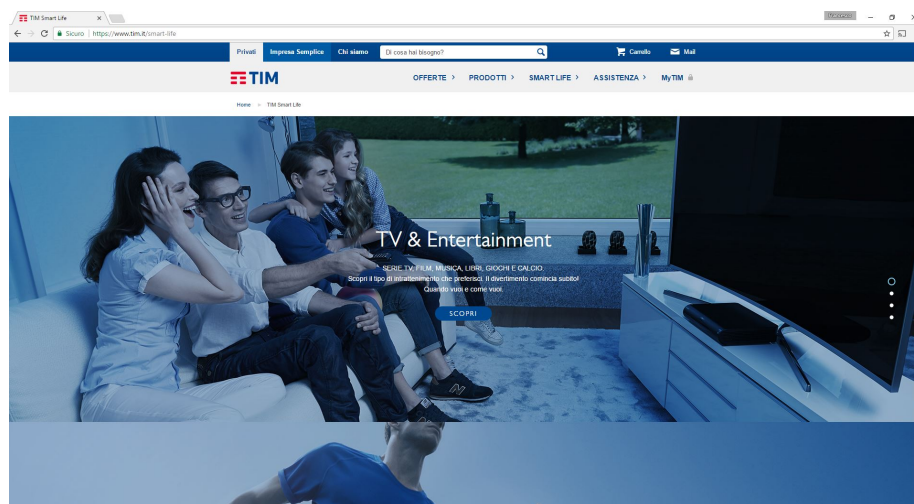 TIM Smart Life
Sicuro https://www.tim.it/smart-life
Privati Impresa Semplice Chi siamo Di cosa hai bisogno? Carrello Mail
TIM OFFERTE > PRODOTTI > SMART LIFE > ASSISTENZA > MyTIM
Home > TIM Smart Life
TV & Entertainment
SERIE TV, FILM, MUSICA, LIBRI, GIOCHI E CALCIO.
Scopri il tipo di intrattenimento che preferisci. Il divertimento comincia subito!
Quando vuoi e come vuoi.
SCOPRI